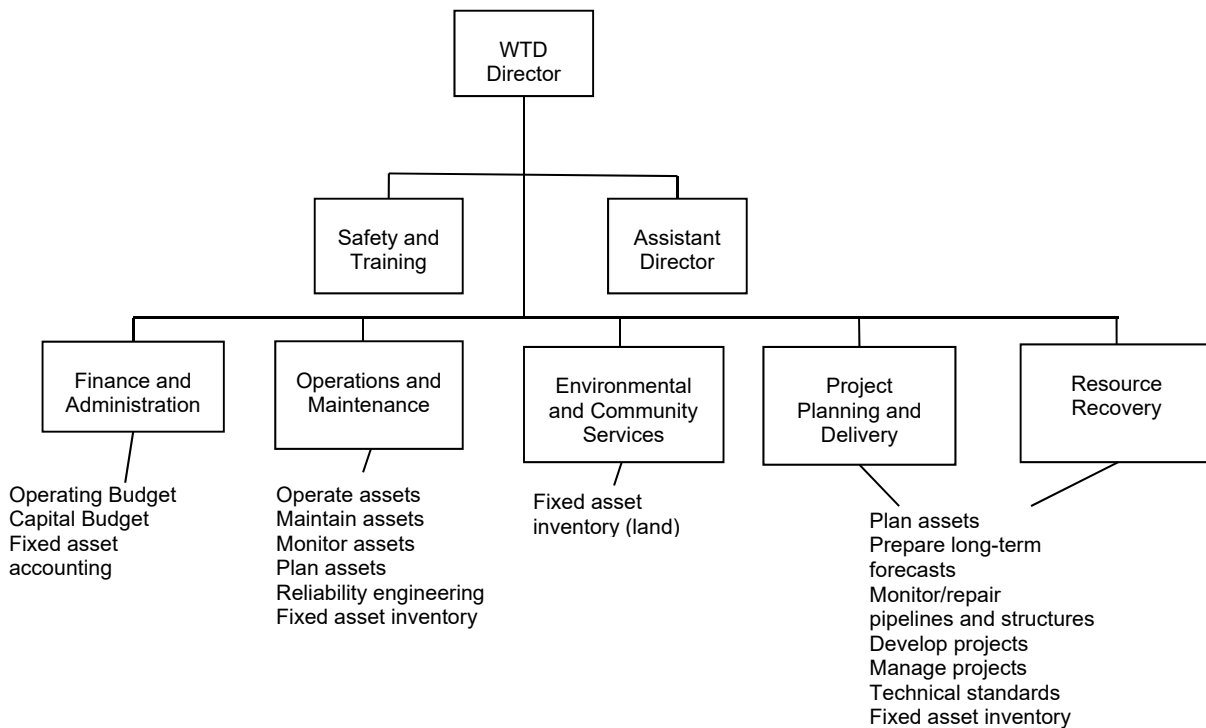 WTD
Director
Safety and
Training
Assistant
Director
Finance and
Administration
Operations and
Maintenance
Environmental
and Community
Services
Project
Planning and
Delivery
Resource
Recovery
Operating Budget
Capital Budget
Fixed asset
accounting
Operate assets
Maintain assets
Monitor assets
Plan assets
Reliability engineering
Fixed asset inventory
Fixed asset
inventory (land)
Plan assets
Prepare long-term
forecasts
Monitor/repair
pipelines and structures
Develop projects
Manage projects
Technical standards
Fixed asset inventory